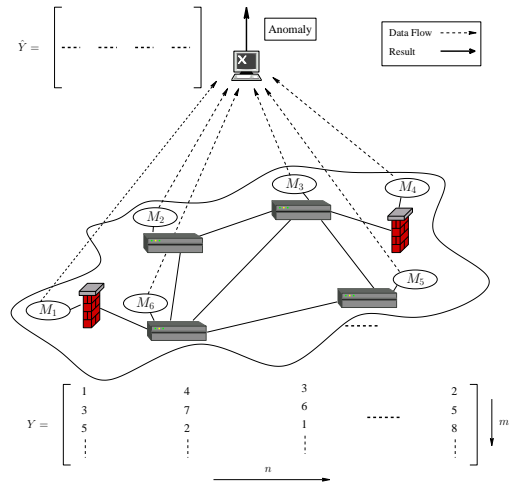 Ŷ =
Anomaly
Data Flow
Result
X
M₃
M₄
M₂
M₅
M₆
M₁
1 4 3 2
3 7 6 5
Y =
5 2 1 8
m
n